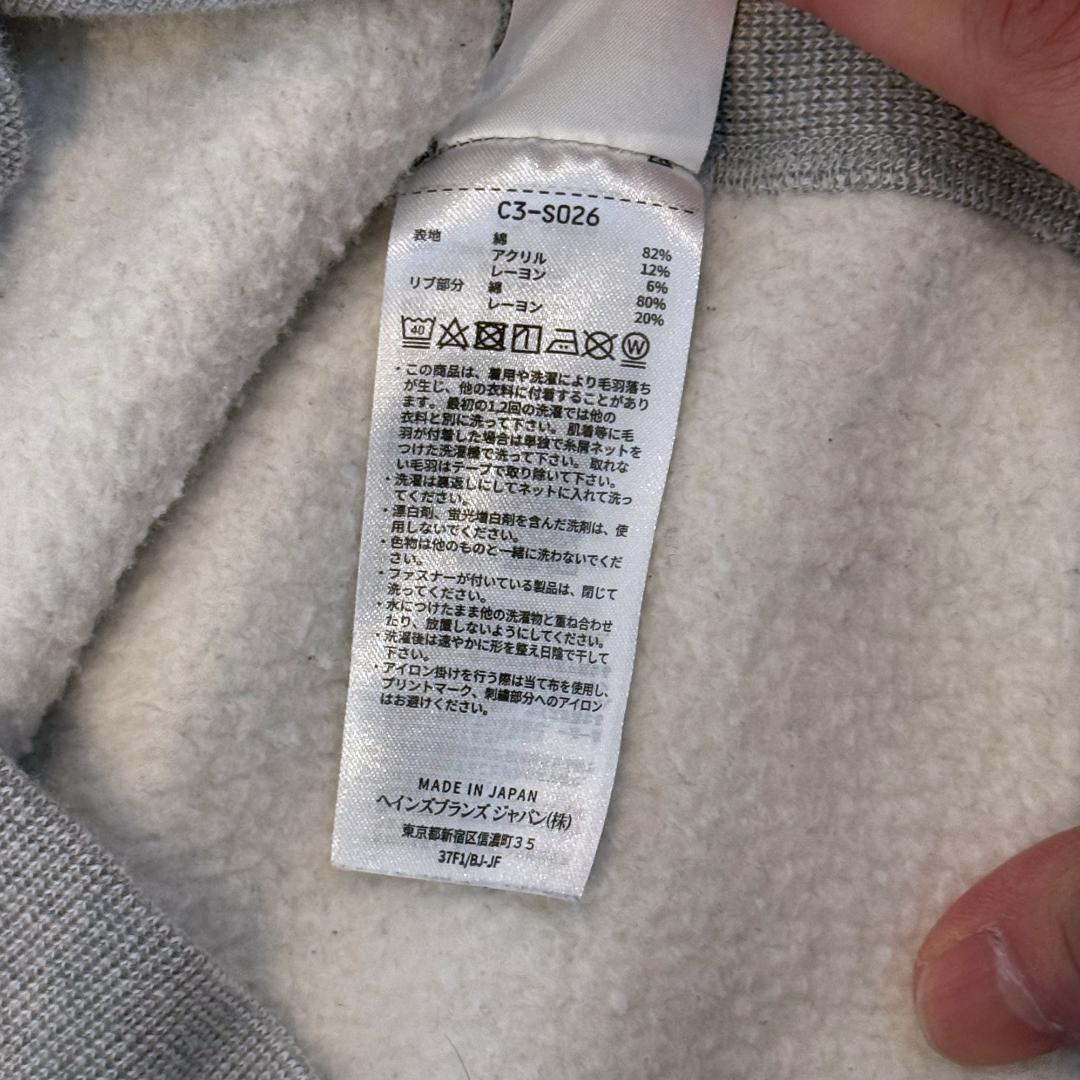 C3-S026
表地 綿 82%
アクリル 12%
レーヨン 6%
リブ部分 綿 80%
レーヨン 20%
40 W
・この商品は、着用や洗濯により毛羽落ち
が生じ、他の衣料に付着することがあり
ます。 最初の1,2回の洗濯では他の
衣料と別に洗って下さい。 肌着等に毛
羽が付着した場合は単独で糸屑ネットを
つけた洗濯機で洗って下さい。 取れな
い毛羽はテープで取り除いて下さい。
・洗濯は裏返しにしてネットに入れて洗っ
てください。
・漂白剤、蛍光増白剤を含んだ洗剤は、使
用しないでください。
・色物は他のものと一緒に洗わないでくだ
さい。
・ファスナーが付いている製品は、閉じて
洗ってください。
・水につけたまま他の洗濯物と重ね合わせ
たり、放置しないようにしてください。
・洗濯後は速やかに形を整え日陰で干して
下さい。
・アイロン掛けを行う際は当て布を使用し、
プリントマーク、刺繍部分へのアイロン
はお避けください。
MADE IN JAPAN
ヘインズブランズ ジャパン(株)
東京都新宿区信濃町35
37F1/BJ-JF